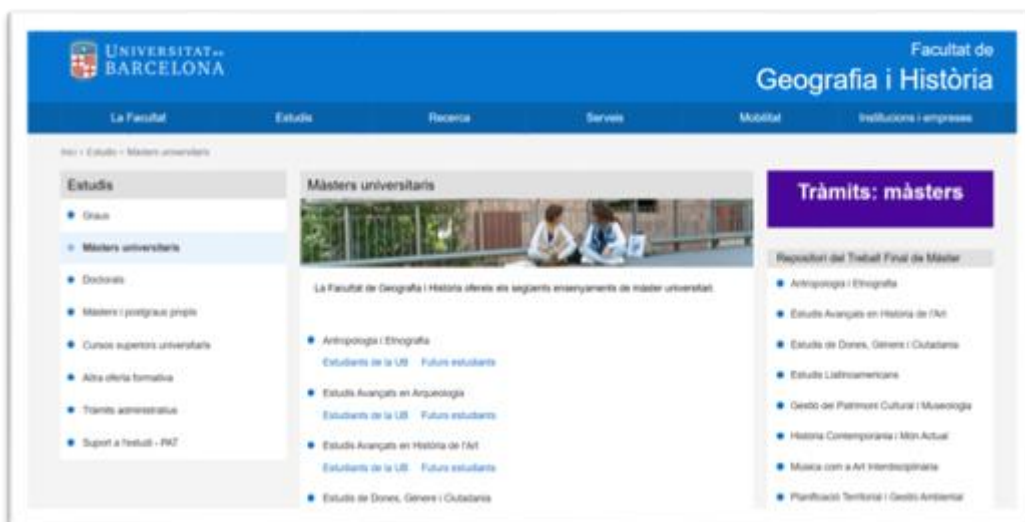 UNIVERSITAT DE
BARCELONA
Facultat de
Geografia i Història
La Facultat
Estudis
Recerca
Serveis
Mobilitat
Institucions i empreses
Inici > Estudis > Màsters universitaris
Estudis
Graus
Màsters universitaris
Doctorats
Màsters i postgraus propis
Cursos superiors universitaris
Altra oferta formativa
Tràmits administratius
Suport a l'estudi - PAT
Màsters universitaris
La Facultat de Geografia i Història ofereix els següents ensenyaments de màster universitari:
Antropologia i Etnografia
Estudiants de la UB Futurs estudiants
Estudis Avançats en Arqueologia
Estudiants de la UB Futurs estudiants
Estudis Avançats en Història de l'Art
Estudiants de la UB Futurs estudiants
Estudis de Dones, Gènere i Ciutadania
Tràmits: màsters
Repositori del Treball Final de Màster
Antropologia i Etnografia
Estudis Avançats en Història de l'Art
Estudis de Dones, Gènere i Ciutadania
Estudis Llatinoamericans
Gestió del Patrimoni Cultural i Museologia
Història Contemporània i Món Actual
Música com a Art Interdisciplinària
Planificació Territorial i Gestió Ambiental